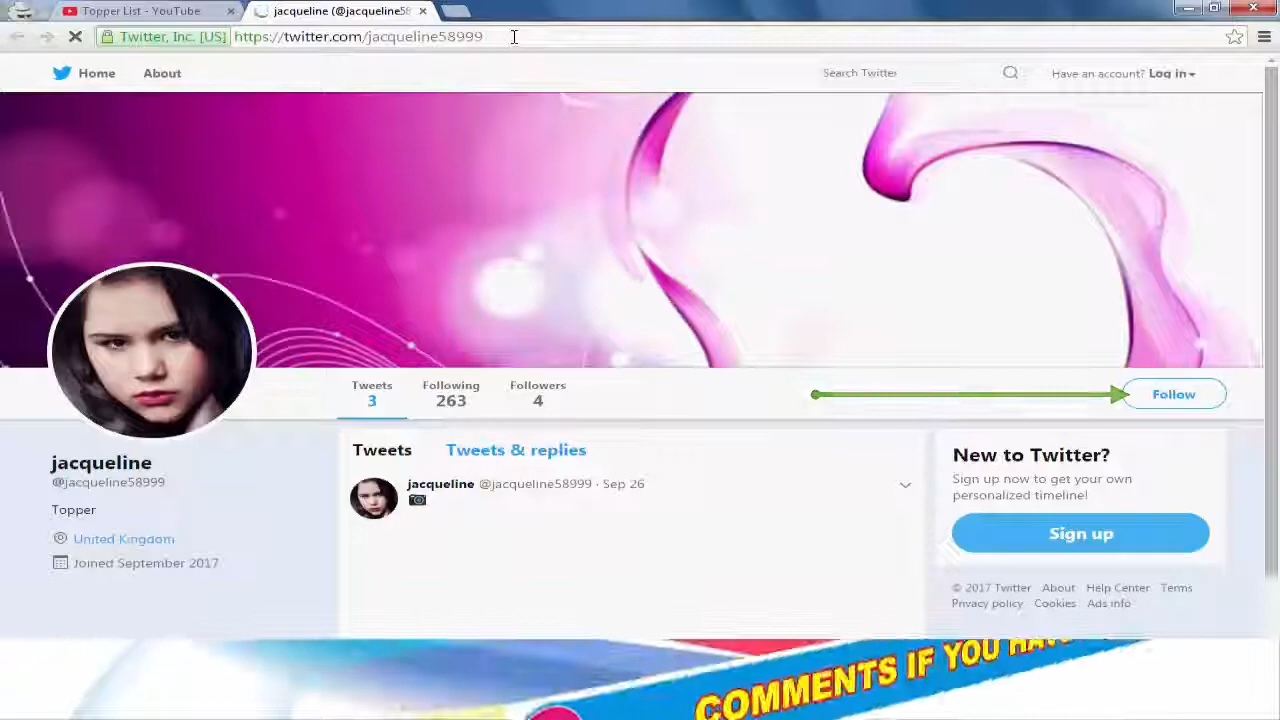 Topper List - YouTube
jacqueline (@jacqueline58
Twitter, Inc. [US]
https://twitter.com/jacqueline58999
Home
About
Search Twitter
Have an account? Log in
Tweets
3
Following
263
Followers
4
Follow
jacqueline
@jacqueline58999
Topper
United Kingdom
Joined September 2017
Tweets
Tweets & replies
jacqueline @jacqueline58999 · Sep 26
New to Twitter?
Sign up now to get your own
personalized timeline!
Sign up
© 2017 Twitter About Help Center Terms
Privacy policy Cookies Ads info
COMMENTS IF YOU